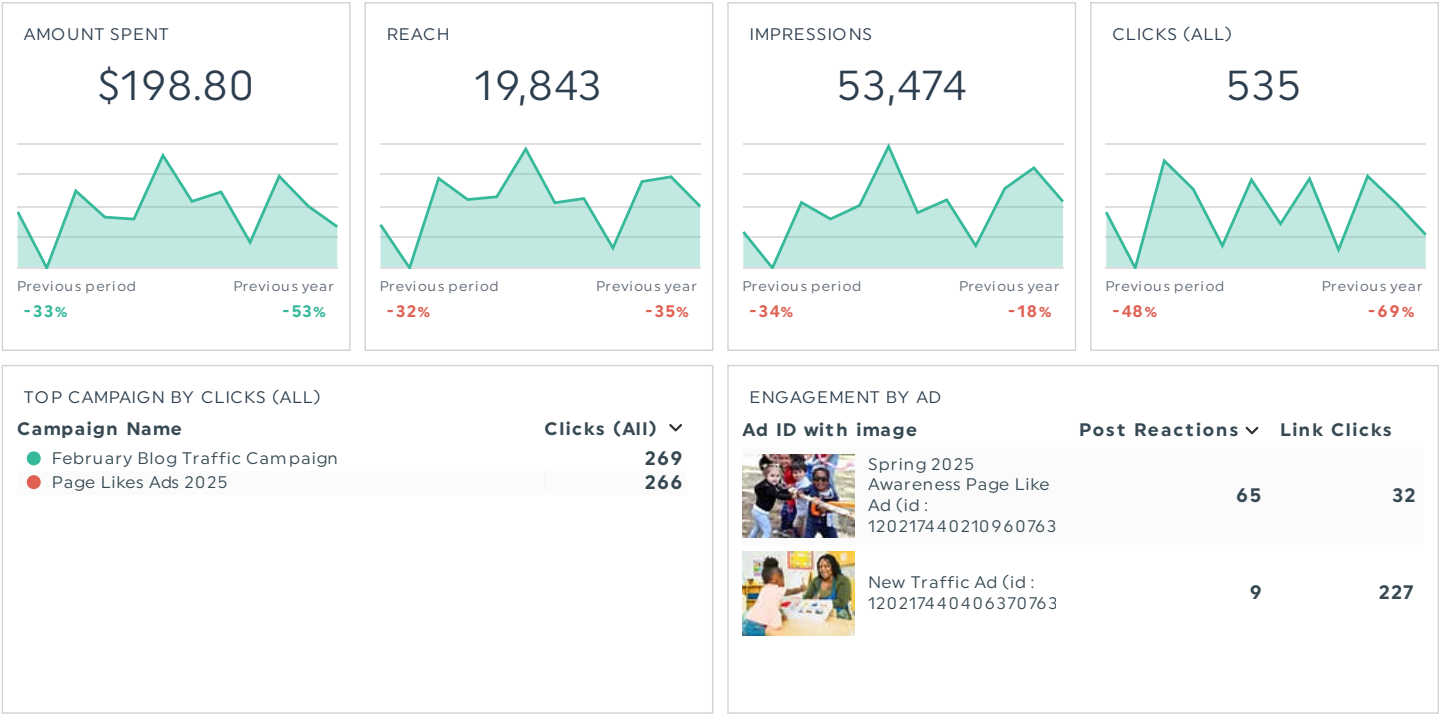 AMOUNT SPENT
$198.80
Previous period
Previous year
-33%
-53%
REACH
19,843
Previous period
Previous year
-32%
-35%
IMPRESSIONS
53,474
Previous period
Previous year
-34%
-18%
CLICKS (ALL)
535
Previous period
Previous year
-48%
-69%
TOP CAMPAIGN BY CLICKS (ALL)
Campaign Name Clicks (All)
February Blog Traffic Campaign 269
Page Likes Ads 2025 266
ENGAGEMENT BY AD
Ad ID with image Post Reactions Link Clicks
Spring 2025
Awareness Page Like
Ad (id :
120217440210960763
65 32
New Traffic Ad (id :
120217440406370763
9 227